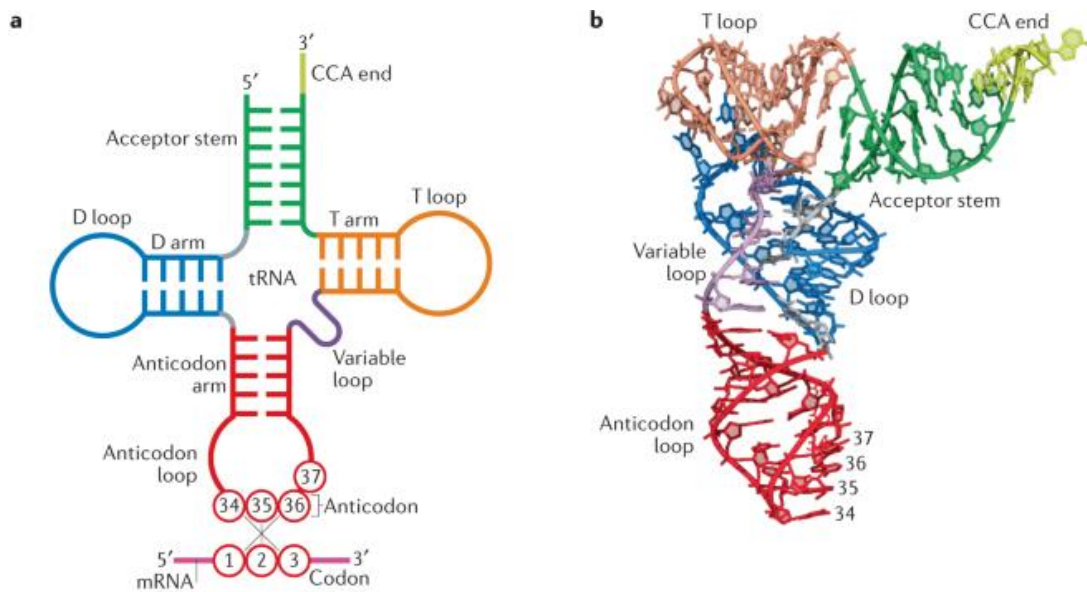 a
3′
5′
CCA end
Acceptor stem
D loop
D arm
T arm
T loop
tRNA
Anticodon
arm
Variable
loop
Anticodon
loop
37
34 35 36
Anticodon
5′ 1 2 3 3′
mRNA
Codon
b
T loop
CCA end
Acceptor stem
Variable
loop
D loop
Anticodon
loop
37
36
35
34